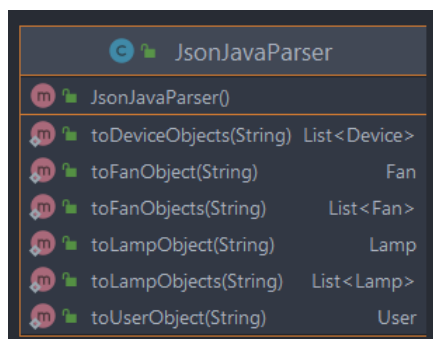 JsonJavaParser
JsonJavaParser()
toDeviceObjects(String) List<Device>
toFanObject(String) Fan
toFanObjects(String) List<Fan>
toLampObject(String) Lamp
toLampObjects(String) List<Lamp>
toUserObject(String) User